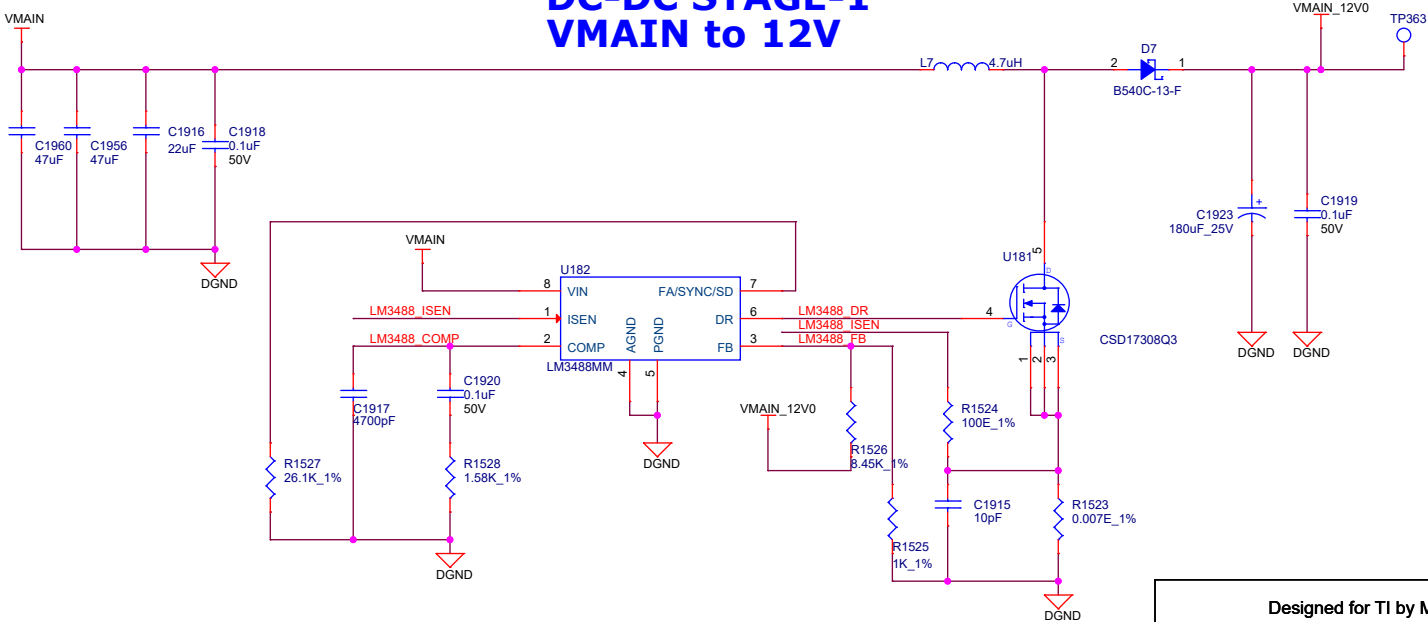 DC-DC STAGE-1
VMAIN to 12V
VMAIN
VMAIN_12V0
TP363
L7
4.7uH
D7
2
1
B540C-13-F
C1960
47uF
C1956
47uF
C1916
22uF
C1918
0.1uF
50V
DGND
C1923
180uF_25V
+
C1919
0.1uF
50V
DGND
DGND
VMAIN
U182
8
VIN
FA/SYNC/SD
7
LM3488_ISEN
1
ISEN
DR
6
LM3488_DR
LM3488_ISEN
LM3488_COMP
2
COMP
AGND
PGND
FB
3
LM3488_FB
LM3488MM
4
5
DGND
U181
5
D
4
G
S
1
2
3
CSD17308Q3
C1917
4700pF
C1920
0.1uF
50V
R1527
26.1K_1%
R1528
1.58K_1%
DGND
VMAIN_12V0
R1526
8.45K_1%
R1524
100E_1%
R1525
1K_1%
C1915
10pF
R1523
0.007E_1%
DGND
Designed for TI by M